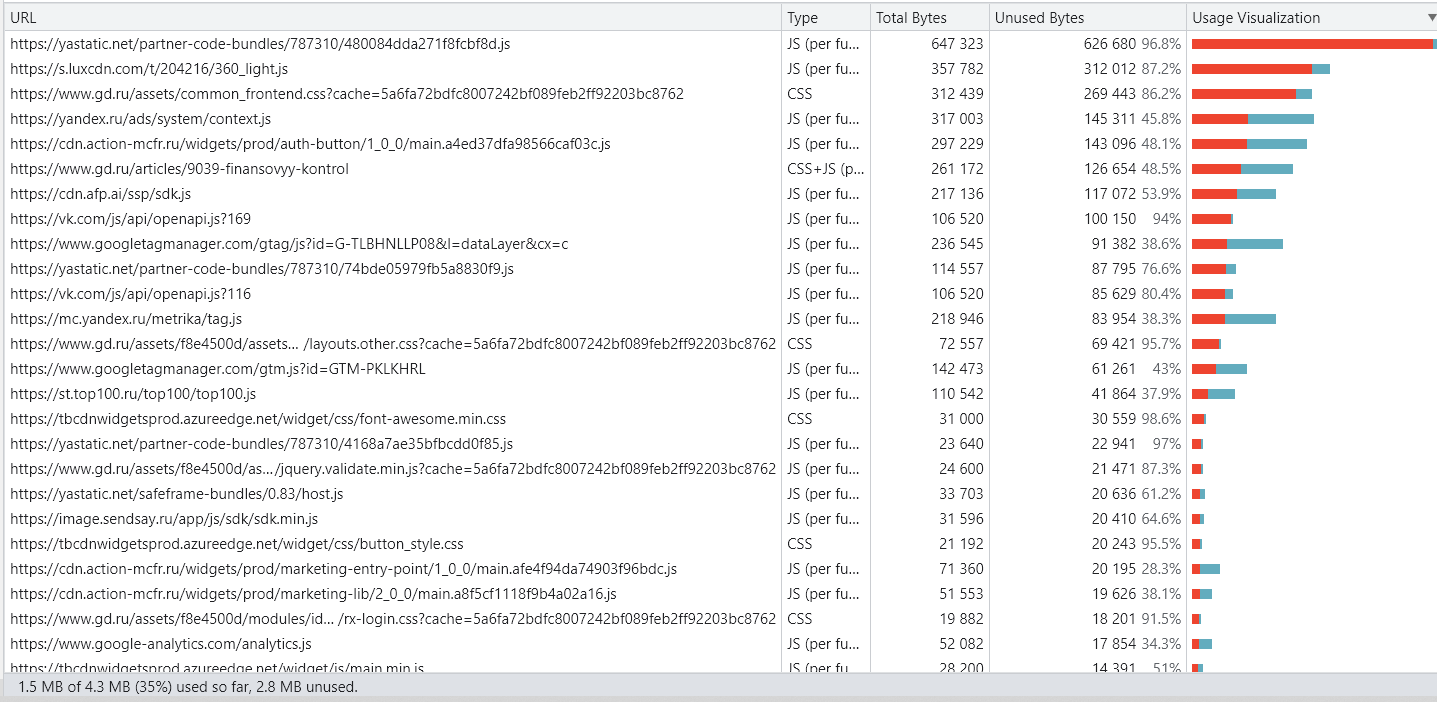 URL Type Total Bytes Unused Bytes Usage Visualization
https://yastatic.net/partner-code-bundles/787310/480084dda271f8fcbf8d.js JS (per fu... 647 323 626 680 96.8%
https://s.luxcdn.com/t/204216/360_light.js JS (per fu... 357 782 312 012 87.2%
https://www.gd.ru/assets/common_frontend.css?cache=5a6fa72bdfc8007242bf089feb2ff92203bc8762 CSS 312 439 269 443 86.2%
https://yandex.ru/ads/system/context.js JS (per fu... 317 003 145 311 45.8%
https://cdn.action-mcfr.ru/widgets/prod/auth-button/1_0_0/main.a4ed37dfa98566caf03c.js JS (per fu... 297 229 143 096 48.1%
https://www.gd.ru/articles/9039-finansovyy-kontrol CSS+JS (p... 261 172 126 654 48.5%
https://cdn.afp.ai/ssp/sdk.js JS (per fu... 217 136 117 072 53.9%
https://vk.com/js/api/openapi.js?169 JS (per fu... 106 520 100 150 94%
https://www.googletagmanager.com/gtag/js?id=G-TLBHNLLP08&l=dataLayer&cx=c JS (per fu... 236 545 91 382 38.6%
https://yastatic.net/partner-code-bundles/787310/74bde05979fb5a8830f9.js JS (per fu... 114 557 87 795 76.6%
https://vk.com/js/api/openapi.js?116 JS (per fu... 106 520 85 629 80.4%
https://mc.yandex.ru/metrika/tag.js JS (per fu... 218 946 83 954 38.3%
https://www.gd.ru/assets/f8e4500d/assets... /layouts.other.css?cache=5a6fa72bdfc8007242bf089feb2ff92203bc8762 CSS 72 557 69 421 95.7%
https://www.googletagmanager.com/gtm.js?id=GTM-PKLKHRL JS (per fu... 142 473 61 261 43%
https://st.top100.ru/top100/top100.js JS (per fu... 110 542 41 864 37.9%
https://tbcdnwidgetsprod.azureedge.net/widget/css/font-awesome.min.css CSS 31 000 30 559 98.6%
https://yastatic.net/partner-code-bundles/787310/4168a7ae35bfbcdd0f85.js JS (per fu... 23 640 22 941 97%
https://www.gd.ru/assets/f8e4500d/as.../jquery.validate.min.js?cache=5a6fa72bdfc8007242bf089feb2ff92203bc8762 JS (per fu... 24 600 21 471 87.3%
https://yastatic.net/safeframe-bundles/0.83/host.js JS (per fu... 33 703 20 636 61.2%
https://image.sendsay.ru/app/js/sdk/sdk.min.js JS (per fu... 31 596 20 410 64.6%
https://tbcdnwidgetsprod.azureedge.net/widget/css/button_style.css CSS 21 192 20 243 95.5%
https://cdn.action-mcfr.ru/widgets/prod/marketing-entry-point/1_0_0/main.afe4f94da74903f96bdc.js JS (per fu... 71 360 20 195 28.3%
https://cdn.action-mcfr.ru/widgets/prod/marketing-lib/2_0_0/main.a8f5cf1118f9b4a02a16.js JS (per fu... 51 553 19 626 38.1%
https://www.gd.ru/assets/f8e4500d/modules/id... /rx-login.css?cache=5a6fa72bdfc8007242bf089feb2ff92203bc8762 CSS 19 882 18 201 91.5%
https://www.google-analytics.com/analytics.js JS (per fu... 52 082 17 854 34.3%
https://tbcdnwidgetsprod.azureedge.net/widget/js/main.min.js JS (per fu... 28 200 14 391 51%
1.5 MB of 4.3 MB (35%) used so far, 2.8 MB unused.